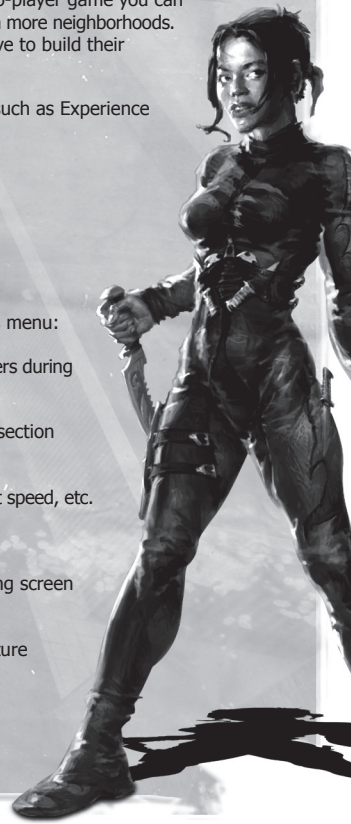 o-player game you can
more neighborhoods.
ve to build their
such as Experience
menu:
ers during
section
t speed, etc.
ng screen
ture